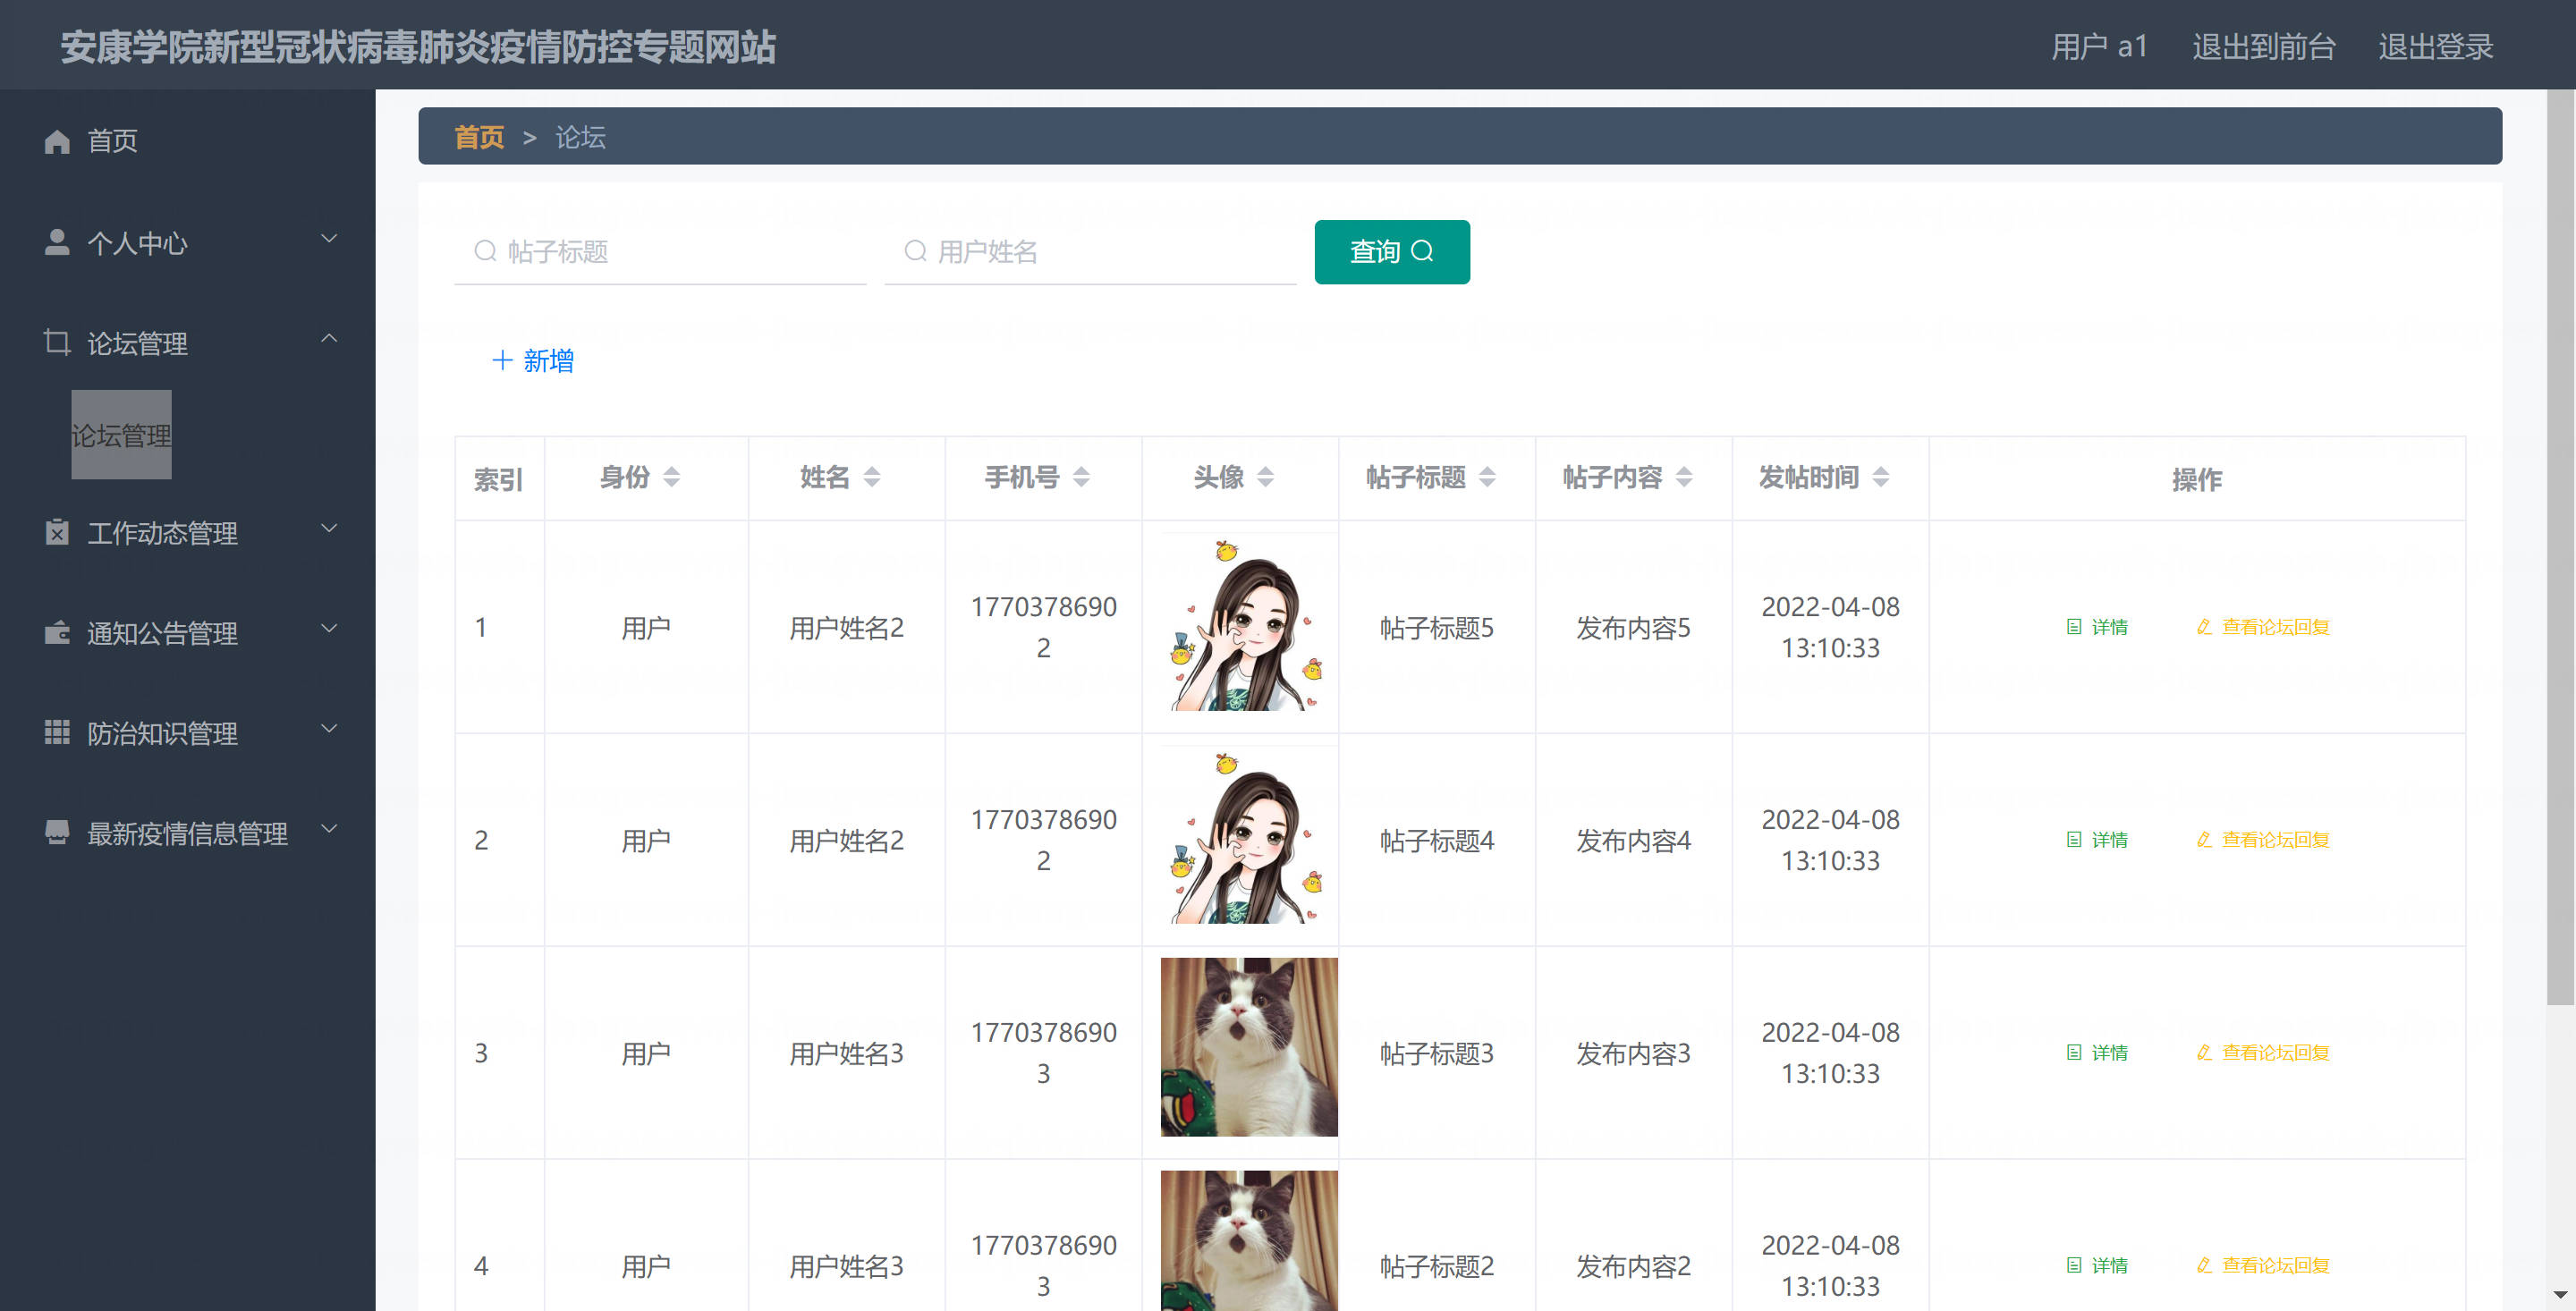 安康学院新型冠状病毒肺炎疫情防控专题网站
用户 a1 退出到前台 退出登录
首页
个人中心
论坛管理
论坛管理
工作动态管理
通知公告管理
防治知识管理
最新疫情信息管理
首页 > 论坛
帖子标题 用户姓名 查询
新增
索引 身份 姓名 手机号 头像 帖子标题 帖子内容 发帖时间 操作
1 用户 用户姓名2 1770378690 帖子标题5 发布内容5 2022-04-08 详情 查看论坛回复
2 13:10:33
2 用户 用户姓名2 1770378690 帖子标题4 发布内容4 2022-04-08 详情 查看论坛回复
2 13:10:33
3 用户 用户姓名3 1770378690 帖子标题3 发布内容3 2022-04-08 详情 查看论坛回复
3 13:10:33
4 用户 用户姓名3 1770378690 帖子标题2 发布内容2 2022-04-08 详情 查看论坛回复
3 13:10:33